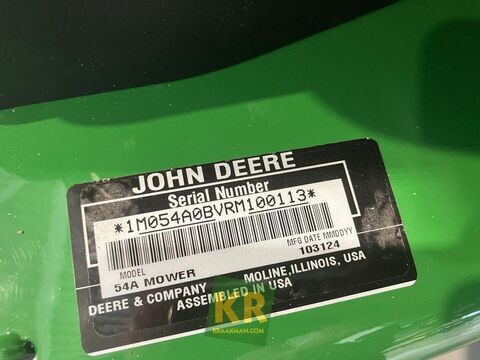 JOHN DEERE
Serial Number
*1M054A0BVRM100113*
MFG DATE MMDDYY
MODEL
103124
54A MOWER
MOLINE, ILLINOIS, USA
DEERE & COMPANY
ASSEMBLED IN USA
KR
KRAAKMAN.COM